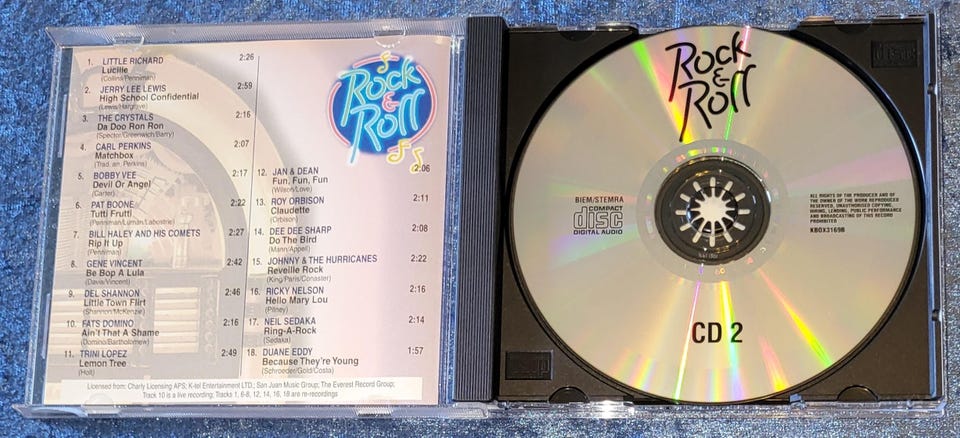 1. LITTLE RICHARD 2:26
Lucille
(Collins/Penniman)
2. JERRY LEE LEWIS 2:59
High School Confidential
(Lewis/Hargrave)
3. THE CRYSTALS 2:16
Da Doo Ron Ron
(Spector/Greenwich/Barry)
4. CARL PERKINS 2:07
Matchbox
(Trad. arr. Perkins)
5. BOBBY VEE 2:17
Devil Or Angel
(Carter)
6. PAT BOONE 2:22
Tutti Frutti
(Penniman/Lubin/Labostrie)
7. BILL HALEY AND HIS COMETS 2:27
Rip It Up
(Penniman)
8. GENE VINCENT 2:42
Be Bop A Lula
(Davis/Vincent)
9. DEL SHANNON 2:46
Little Town Flirt
(Shannon/McKenzie)
10. FATS DOMINO 2:16
Ain't That A Shame
(Domino/Bartholomew)
11. TRINI LOPEZ 2:49
Lemon Tree
(Holt)
Rock
&
Roll
12. JAN & DEAN 2:06
Fun, Fun, Fun
(Wilson/Love)
13. ROY ORBISON 2:11
Claudette
(Orbison)
14. DEE DEE SHARP 2:08
Do The Bird
(Mann/Appell)
15. JOHNNY & THE HURRICANES 2:22
Reveille Rock
(King/Paris/Conaster)
16. RICKY NELSON 2:16
Hello Mary Lou
(Pitney)
17. NEIL SEDAKA 2:14
Ring-A-Rock
(Sedaka)
18. DUANE EDDY 1:57
Because They're Young
(Schroeder/Gold/Costa)
Licensed from: Charly Licensing APS; K-tel Entertainment LTD.; San Juan Music Group; The Everest Record Group;
Track 10 is a live recording; Tracks 1, 6-8, 12, 14, 16, 18 are re-recordings
Rock
&
Roll
BIEM/STEMRA
COMPACT
disc
DIGITAL AUDIO
ALL RIGHTS OF THE PRODUCER AND OF
THE OWNER OF THE WORK REPRODUCED
RESERVED, UNAUTHORISED COPYING,
HIRING, LENDING, PUBLIC PERFORMANCE
AND BROADCASTING OF THIS RECORD
PROHIBITED
KBOX3169B
CD 2